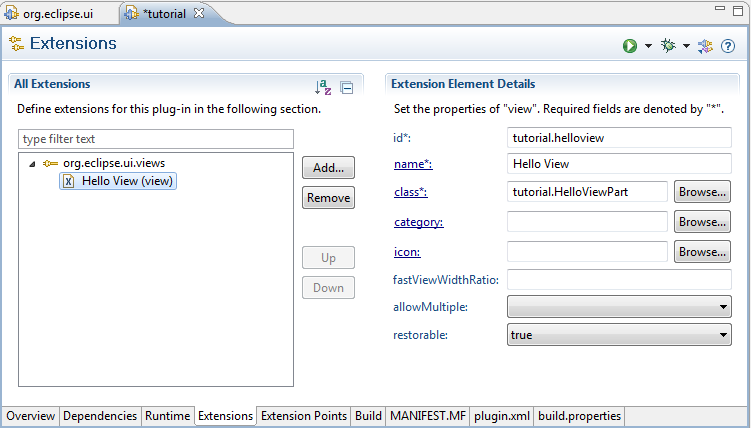 org.eclipse.ui
*tutorial
Extensions
All Extensions
Define extensions for this plug-in in the following section.
type filter text
org.eclipse.ui.views
Hello View (view)
Add...
Remove
Up
Down
Extension Element Details
Set the properties of "view". Required fields are denoted by "*".
id*: tutorial.helloview
name*: Hello View
class*: tutorial.HelloViewPart Browse...
category: Browse...
icon: Browse...
fastViewWidthRatio:
allowMultiple:
restorable: true
Overview Dependencies Runtime Extensions Extension Points Build MANIFEST.MF plugin.xml build.properties